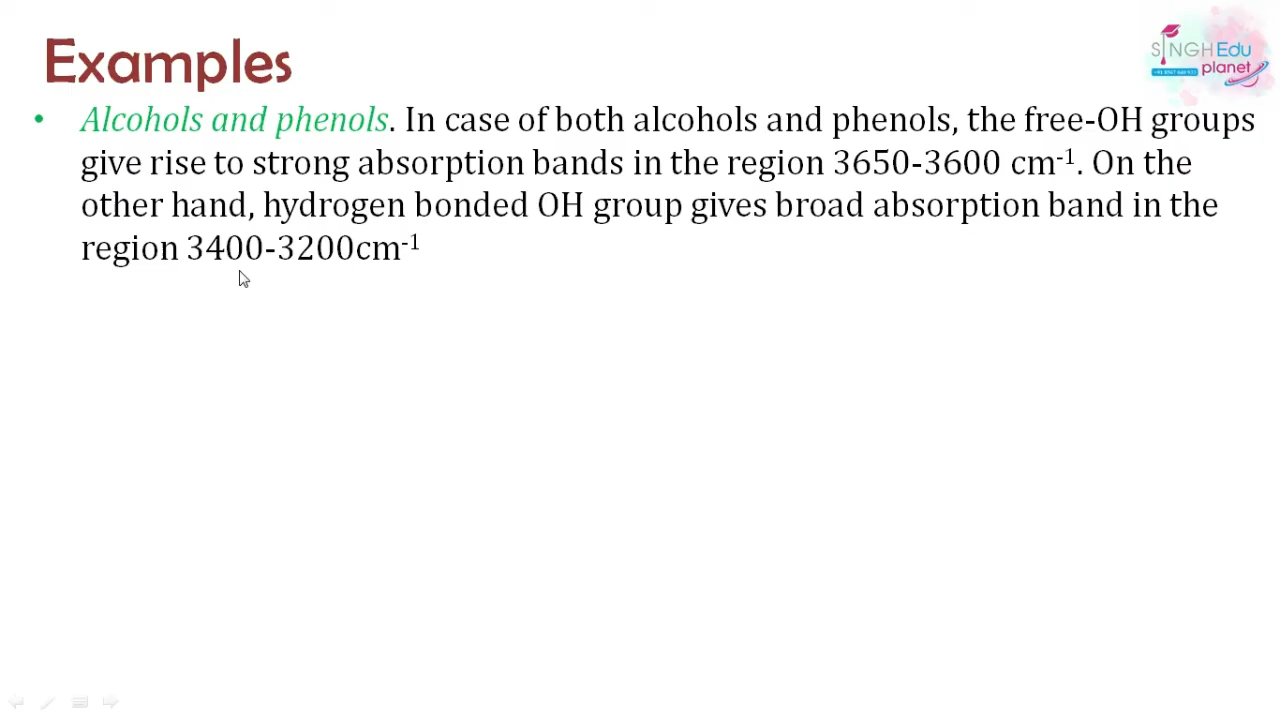 Examples
SINGH Edu
planet
• Alcohols and phenols. In case of both alcohols and phenols, the free-OH groups
give rise to strong absorption bands in the region 3650-3600 cm⁻¹. On the
other hand, hydrogen bonded OH group gives broad absorption band in the
region 3400-3200cm⁻¹